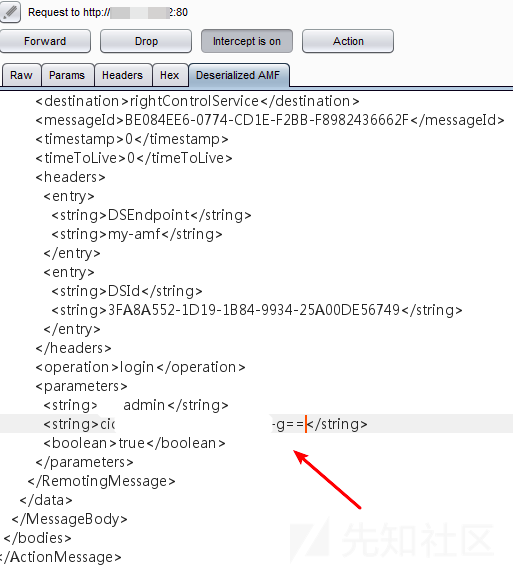 Request to http:// 2:80
Forward Drop Intercept is on Action
Raw Params Headers Hex Deserialized AMF
<destination>rightControlService</destination>
<messageId>BE084EE6-0774-CD1E-F2BB-F8982436662F</messageId>
<timestamp>0</timestamp>
<timeToLive>0</timeToLive>
<headers>
<entry>
<string>DSEndpoint</string>
<string>my-amf</string>
</entry>
<entry>
<string>DSId</string>
<string>3FA8A552-1D19-1B84-9934-25A00DE56749</string>
</entry>
</headers>
<operation>login</operation>
<parameters>
<string> admin</string>
<string>cic -g==</string>
<boolean>true</boolean>
</parameters>
</RemotingMessage>
</data>
</MessageBody>
</bodies>
</ActionMessage>
先知社区